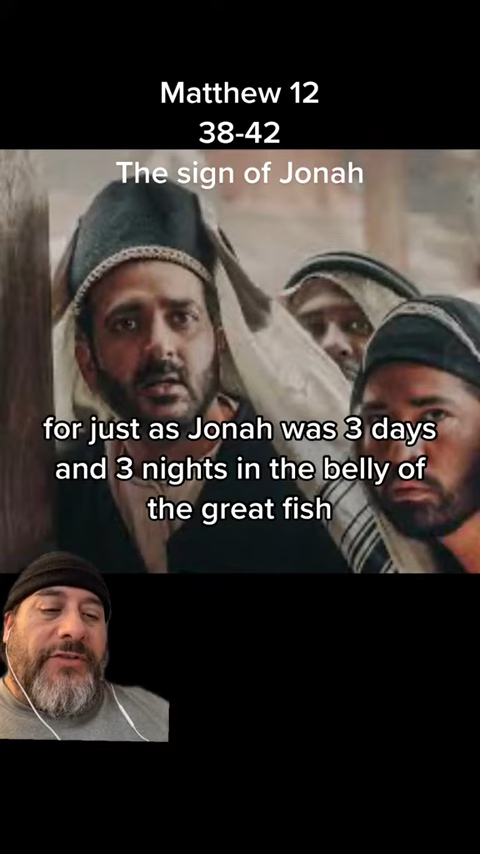 Matthew 12
38-42
The sign of Jonah
for just as Jonah was 3 days
and 3 nights in the belly of
the great fish